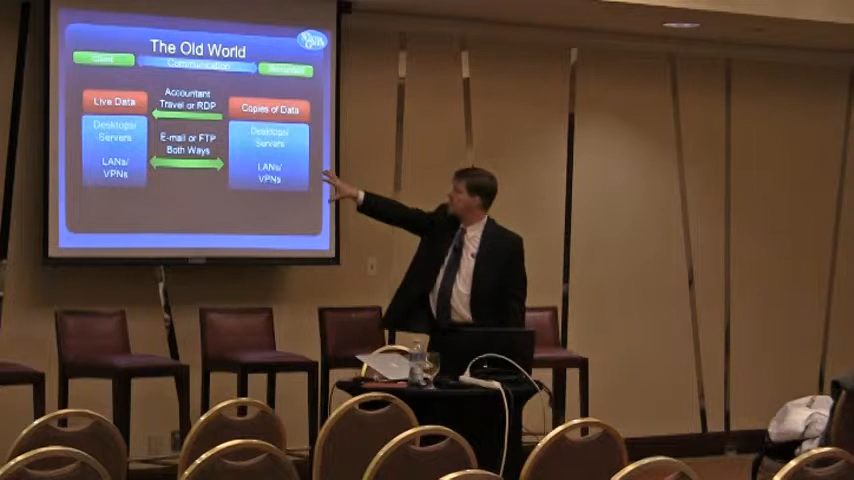 The Old World
Client
Communication
Accountant
Live Data
Accountant
Travel or RDP
Copies of Data
Desktops/
Servers
LANs/
VPNs
E-mail or FTP
Both Ways
Desktops/
Servers
LANs/
VPNs